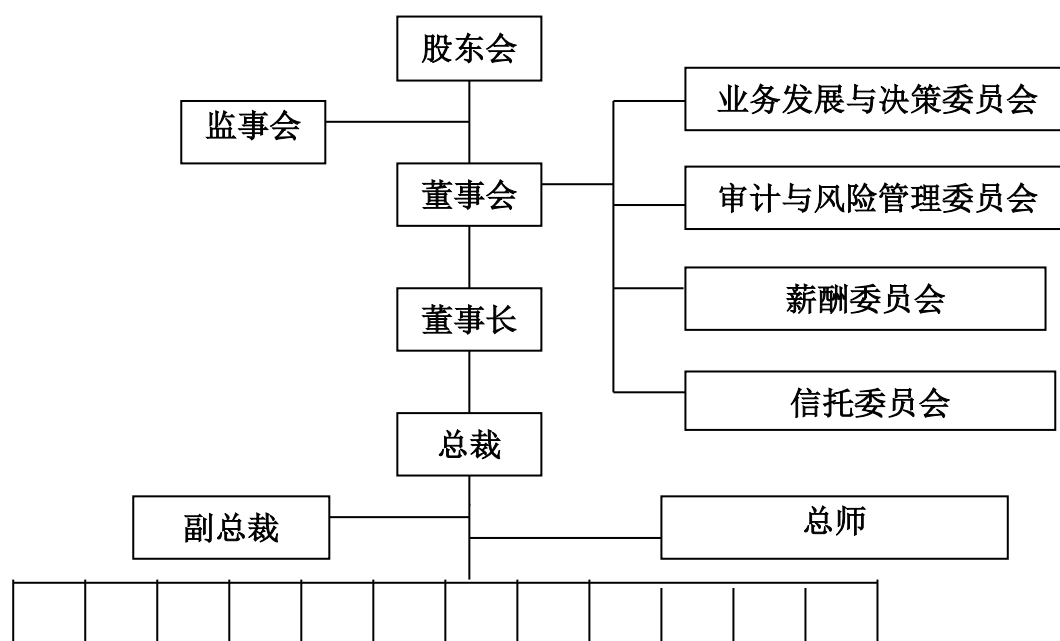 股东会
监事会
业务发展与决策委员会
董事会
审计与风险管理委员会
董事长
薪酬委员会
总裁
信托委员会
副总裁
总师